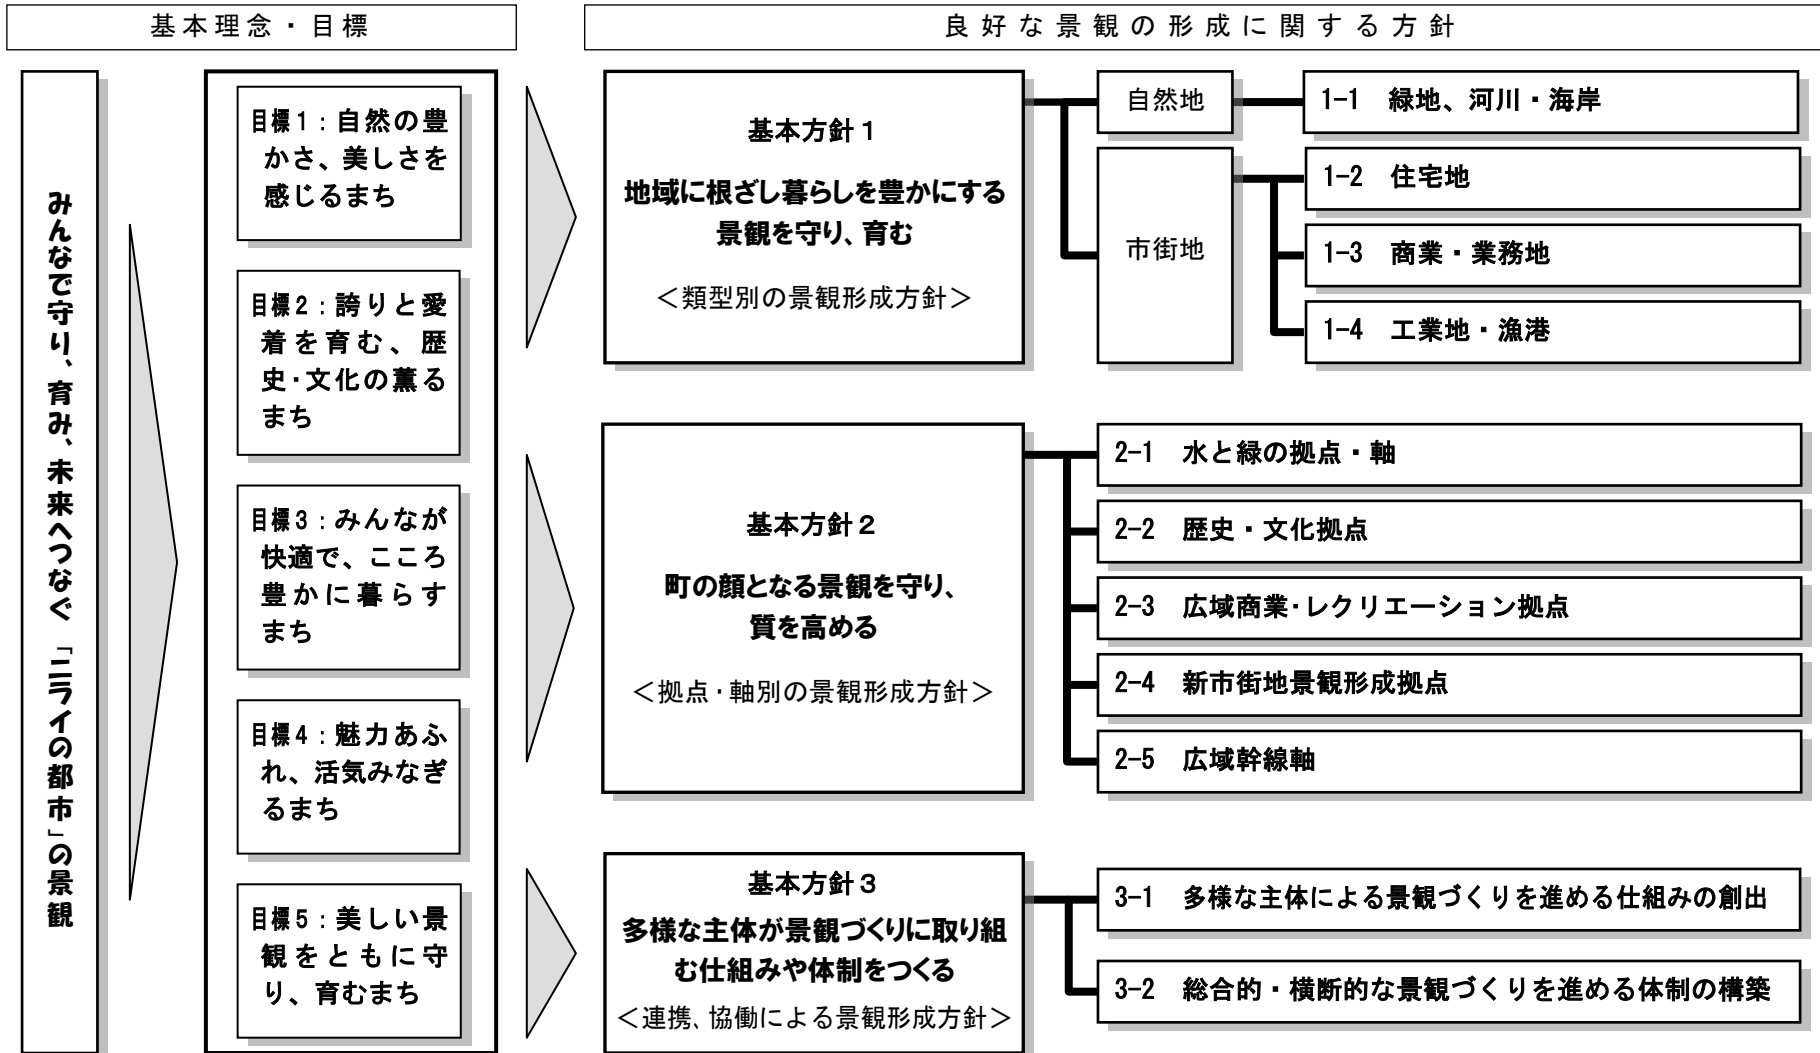 基本理念・目標
良好な景観の形成に関する方針
みんなで守り、育み、未来へつなぐ「ニライの都市」の景観
目標1：自然の豊
かさ、美しさを
感じるまち
目標2：誇りと愛
着を育む、歴
史・文化の薫る
まち
目標3：みんなが
快適で、こころ
豊かに暮らす
まち
目標4：魅力あふ
れ、活気みなぎ
るまち
目標5：美しい景
観をともに守
り、育むまち
基本方針1
地域に根ざし暮らしを豊かにする
景観を守り、育む
＜類型別の景観形成方針＞
自然地
1-1 緑地、河川・海岸
市街地
1-2 住宅地
1-3 商業・業務地
1-4 工業地・漁港
基本方針2
町の顔となる景観を守り、
質を高める
＜拠点・軸別の景観形成方針＞
2-1 水と緑の拠点・軸
2-2 歴史・文化拠点
2-3 広域商業・レクリエーション拠点
2-4 新市街地景観形成拠点
2-5 広域幹線軸
基本方針3
多様な主体が景観づくりに取り組
む仕組みや体制をつくる
＜連携、協働による景観形成方針＞
3-1 多様な主体による景観づくりを進める仕組みの創出
3-2 総合的・横断的な景観づくりを進める体制の構築